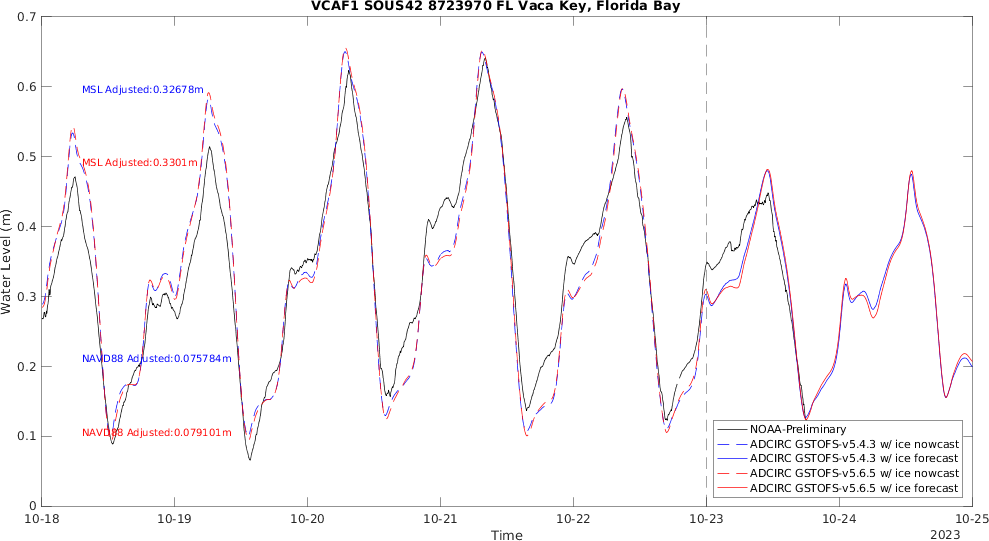 VCAF1 SOUS42 8723970 FL Vaca Key, Florida Bay
0.7
0.6
0.5
0.4
0.3
0.2
0.1
0
Water Level (m)
MSL Adjusted:0.32678m
MSL Adjusted:0.3301m
NAVD88 Adjusted:0.075784m
NAVD88 Adjusted:0.079101m
NOAA-Preliminary
ADCIRC GSTOFS-v5.4.3 w/ ice nowcast
ADCIRC GSTOFS-v5.4.3 w/ ice forecast
ADCIRC GSTOFS-v5.6.5 w/ ice nowcast
ADCIRC GSTOFS-v5.6.5 w/ ice forecast
10-18 10-19 10-20 10-21 10-22 10-23 10-24 10-25
Time
2023